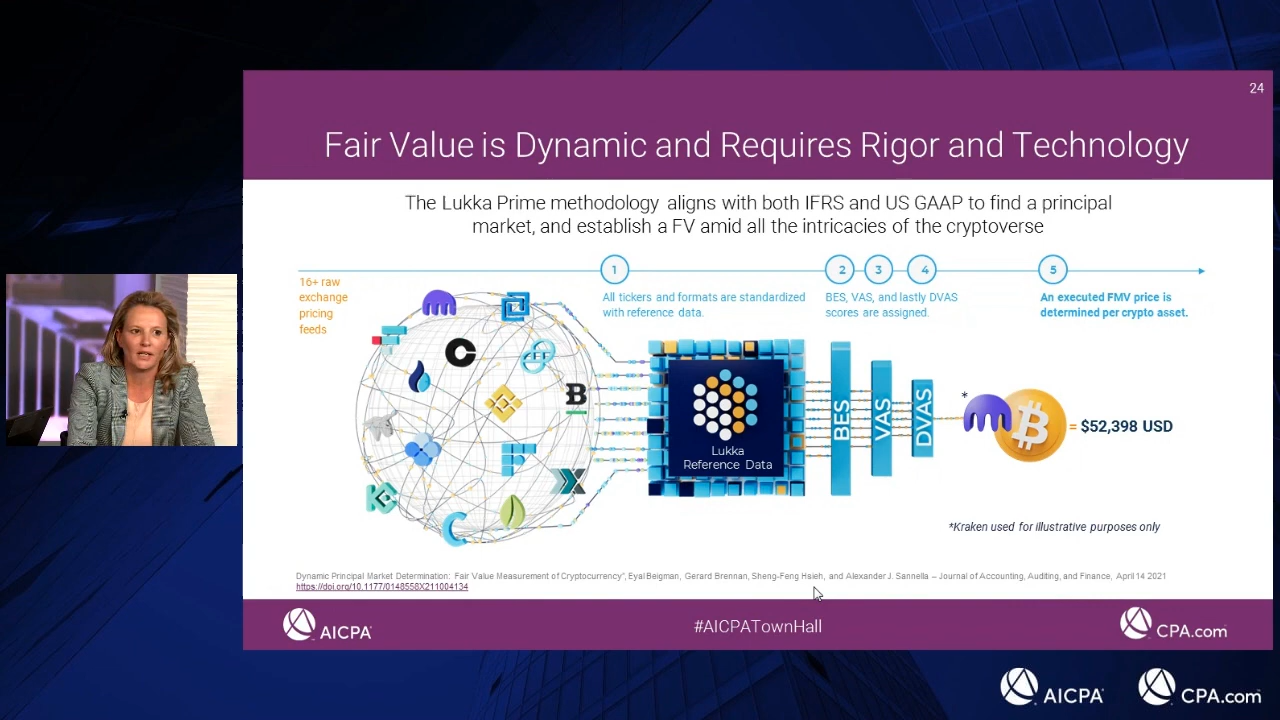 24
Fair Value is Dynamic and Requires Rigor and Technology
The Lukka Prime methodology aligns with both IFRS and US GAAP to find a principal
market, and establish a FV amid all the intricacies of the cryptoverse
1
2
3
4
5
16+ raw
exchange
pricing
feeds
All tickers and formats are standardized
with reference data.
BES, VAS, and lastly DVAS
scores are assigned.
An executed FMV price is
determined per crypto asset.
Lukka
Reference Data
BES
VAS
DVAS
*
= $52,398 USD
*Kraken used for illustrative purposes only
Dynamic Principal Market Determination: Fair Value Measurement of Cryptocurrency", Eyal Beigman, Gerard Brennan, Sheng-Feng Hsieh, and Alexander J. Sannella – Journal of Accounting, Auditing, and Finance, April 14 2021
https://doi.org/10.1177/0148558X211004134
AICPA
#AICPATownHall
CPA.com
AICPA
CPA.com